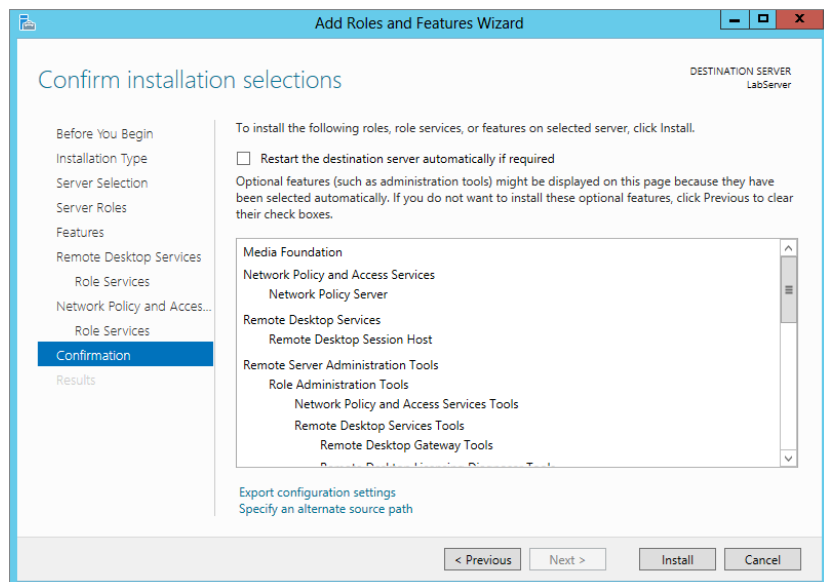 Add Roles and Features Wizard
Confirm installation selections
DESTINATION SERVER
LabServer
Before You Begin
Installation Type
Server Selection
Server Roles
Features
Remote Desktop Services
Role Services
Network Policy and Acces...
Role Services
Confirmation
Results
To install the following roles, role services, or features on selected server, click Install.
Restart the destination server automatically if required
Optional features (such as administration tools) might be displayed on this page because they have
been selected automatically. If you do not want to install these optional features, click Previous to clear
their check boxes.
Media Foundation
Network Policy and Access Services
Network Policy Server
Remote Desktop Services
Remote Desktop Session Host
Remote Server Administration Tools
Role Administration Tools
Network Policy and Access Services Tools
Remote Desktop Services Tools
Remote Desktop Gateway Tools
Export configuration settings
Specify an alternate source path
< Previous
Next >
Install
Cancel